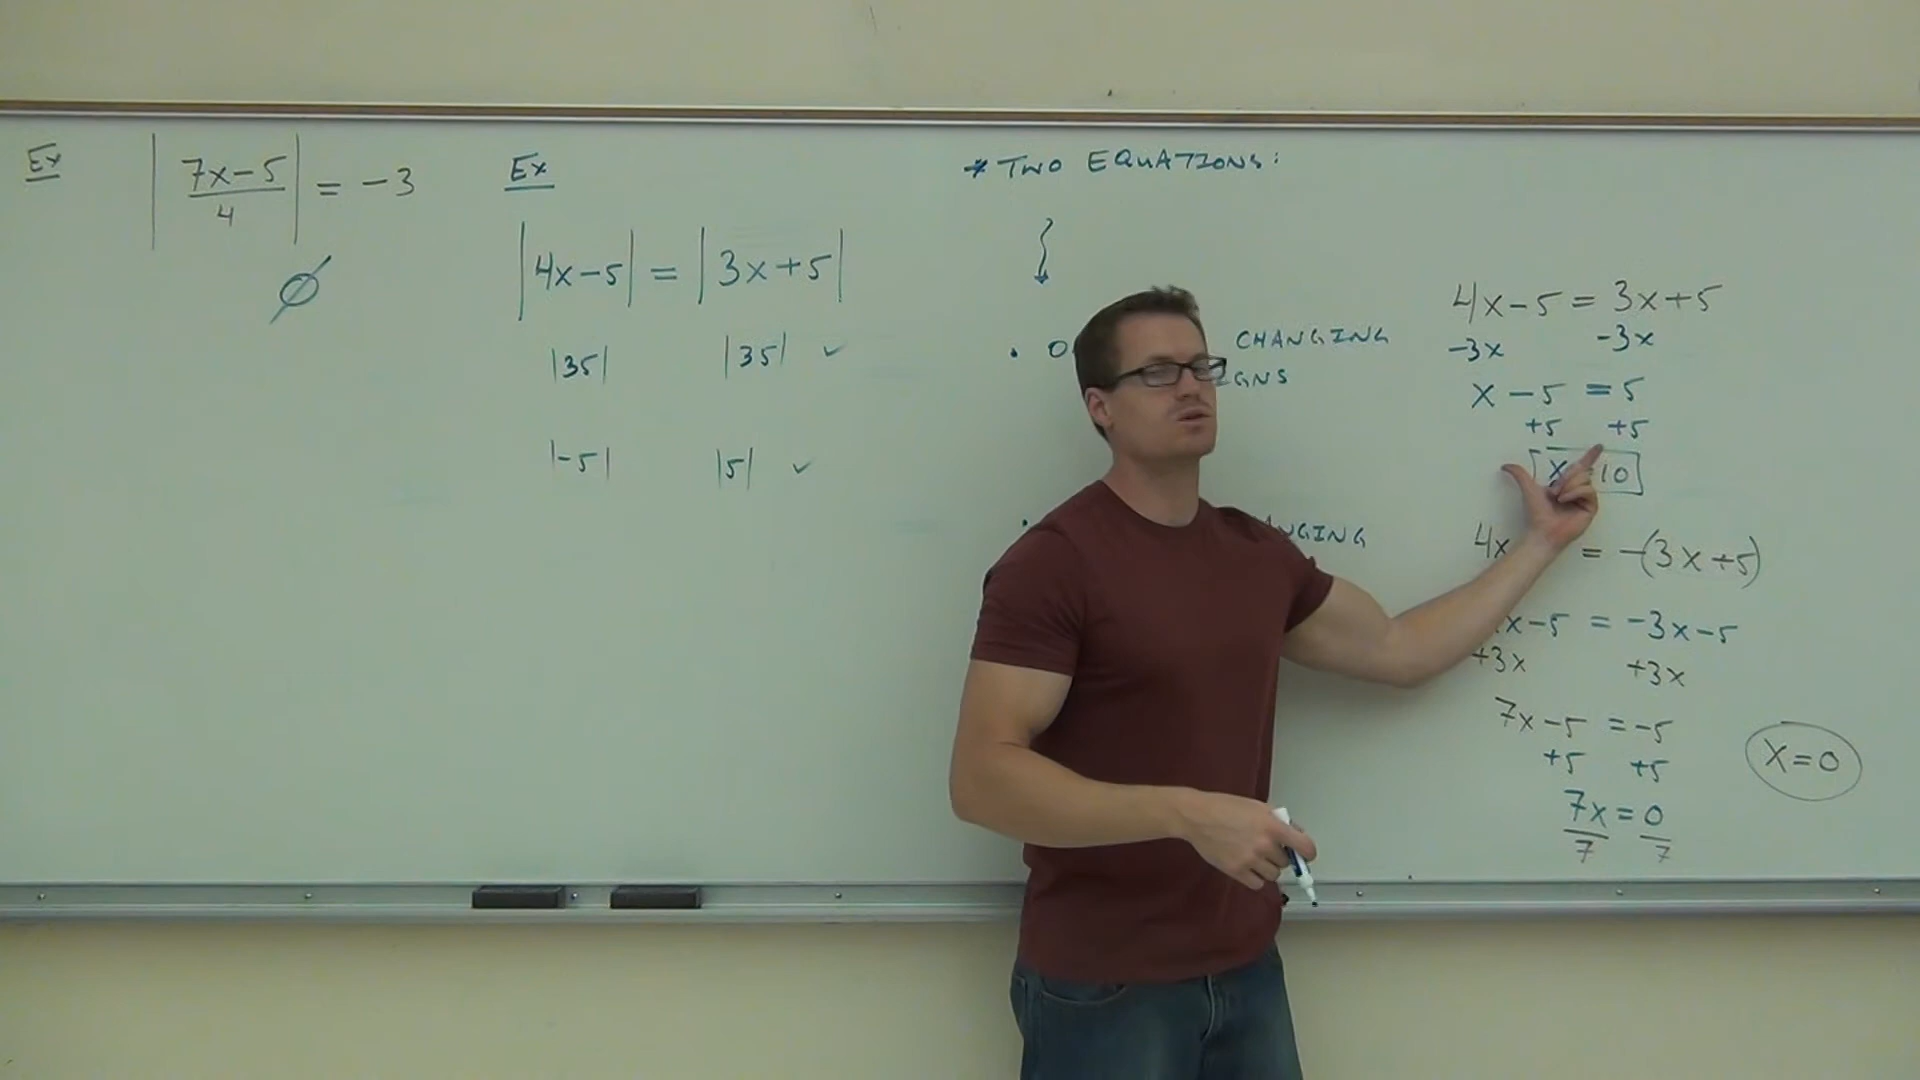 Ex |7x-5/4| = -3
∅
Ex
|4x-5| = |3x+5|
|35| |35| ✓
|-5| |5| ✓
* TWO EQUATIONS:
• CHANGING
4x-5 = 3x+5
-3x -3x
x-5 = 5
+5 +5
x = 10
4x = -(3x+5)
x-5 = -3x-5
+3x +3x
7x-5 = -5
+5 +5
7x = 0
7 7
x=0